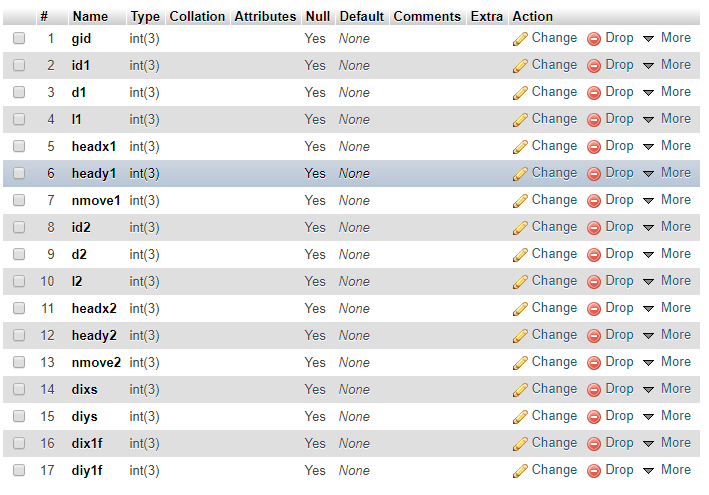 # Name Type Collation Attributes Null Default Comments Extra Action
1 gid int(3) Yes None Change Drop More
2 id1 int(3) Yes None Change Drop More
3 d1 int(3) Yes None Change Drop More
4 l1 int(3) Yes None Change Drop More
5 headx1 int(3) Yes None Change Drop More
6 heady1 int(3) Yes None Change Drop More
7 nmove1 int(3) Yes None Change Drop More
8 id2 int(3) Yes None Change Drop More
9 d2 int(3) Yes None Change Drop More
10 l2 int(3) Yes None Change Drop More
11 headx2 int(3) Yes None Change Drop More
12 heady2 int(3) Yes None Change Drop More
13 nmove2 int(3) Yes None Change Drop More
14 dixs int(3) Yes None Change Drop More
15 diys int(3) Yes None Change Drop More
16 dix1f int(3) Yes None Change Drop More
17 diy1f int(3) Yes None Change Drop More